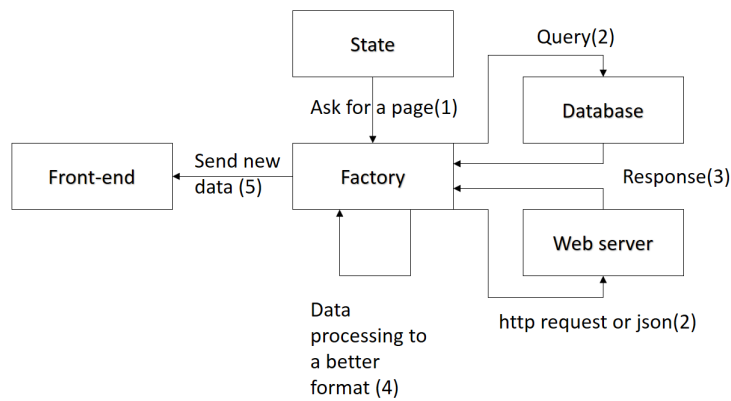 State
Query(2)
Ask for a page(1)
Database
Front-end
Send new
data (5)
Factory
Response(3)
Web server
Data
processing to
a better
format (4)
http request or json(2)